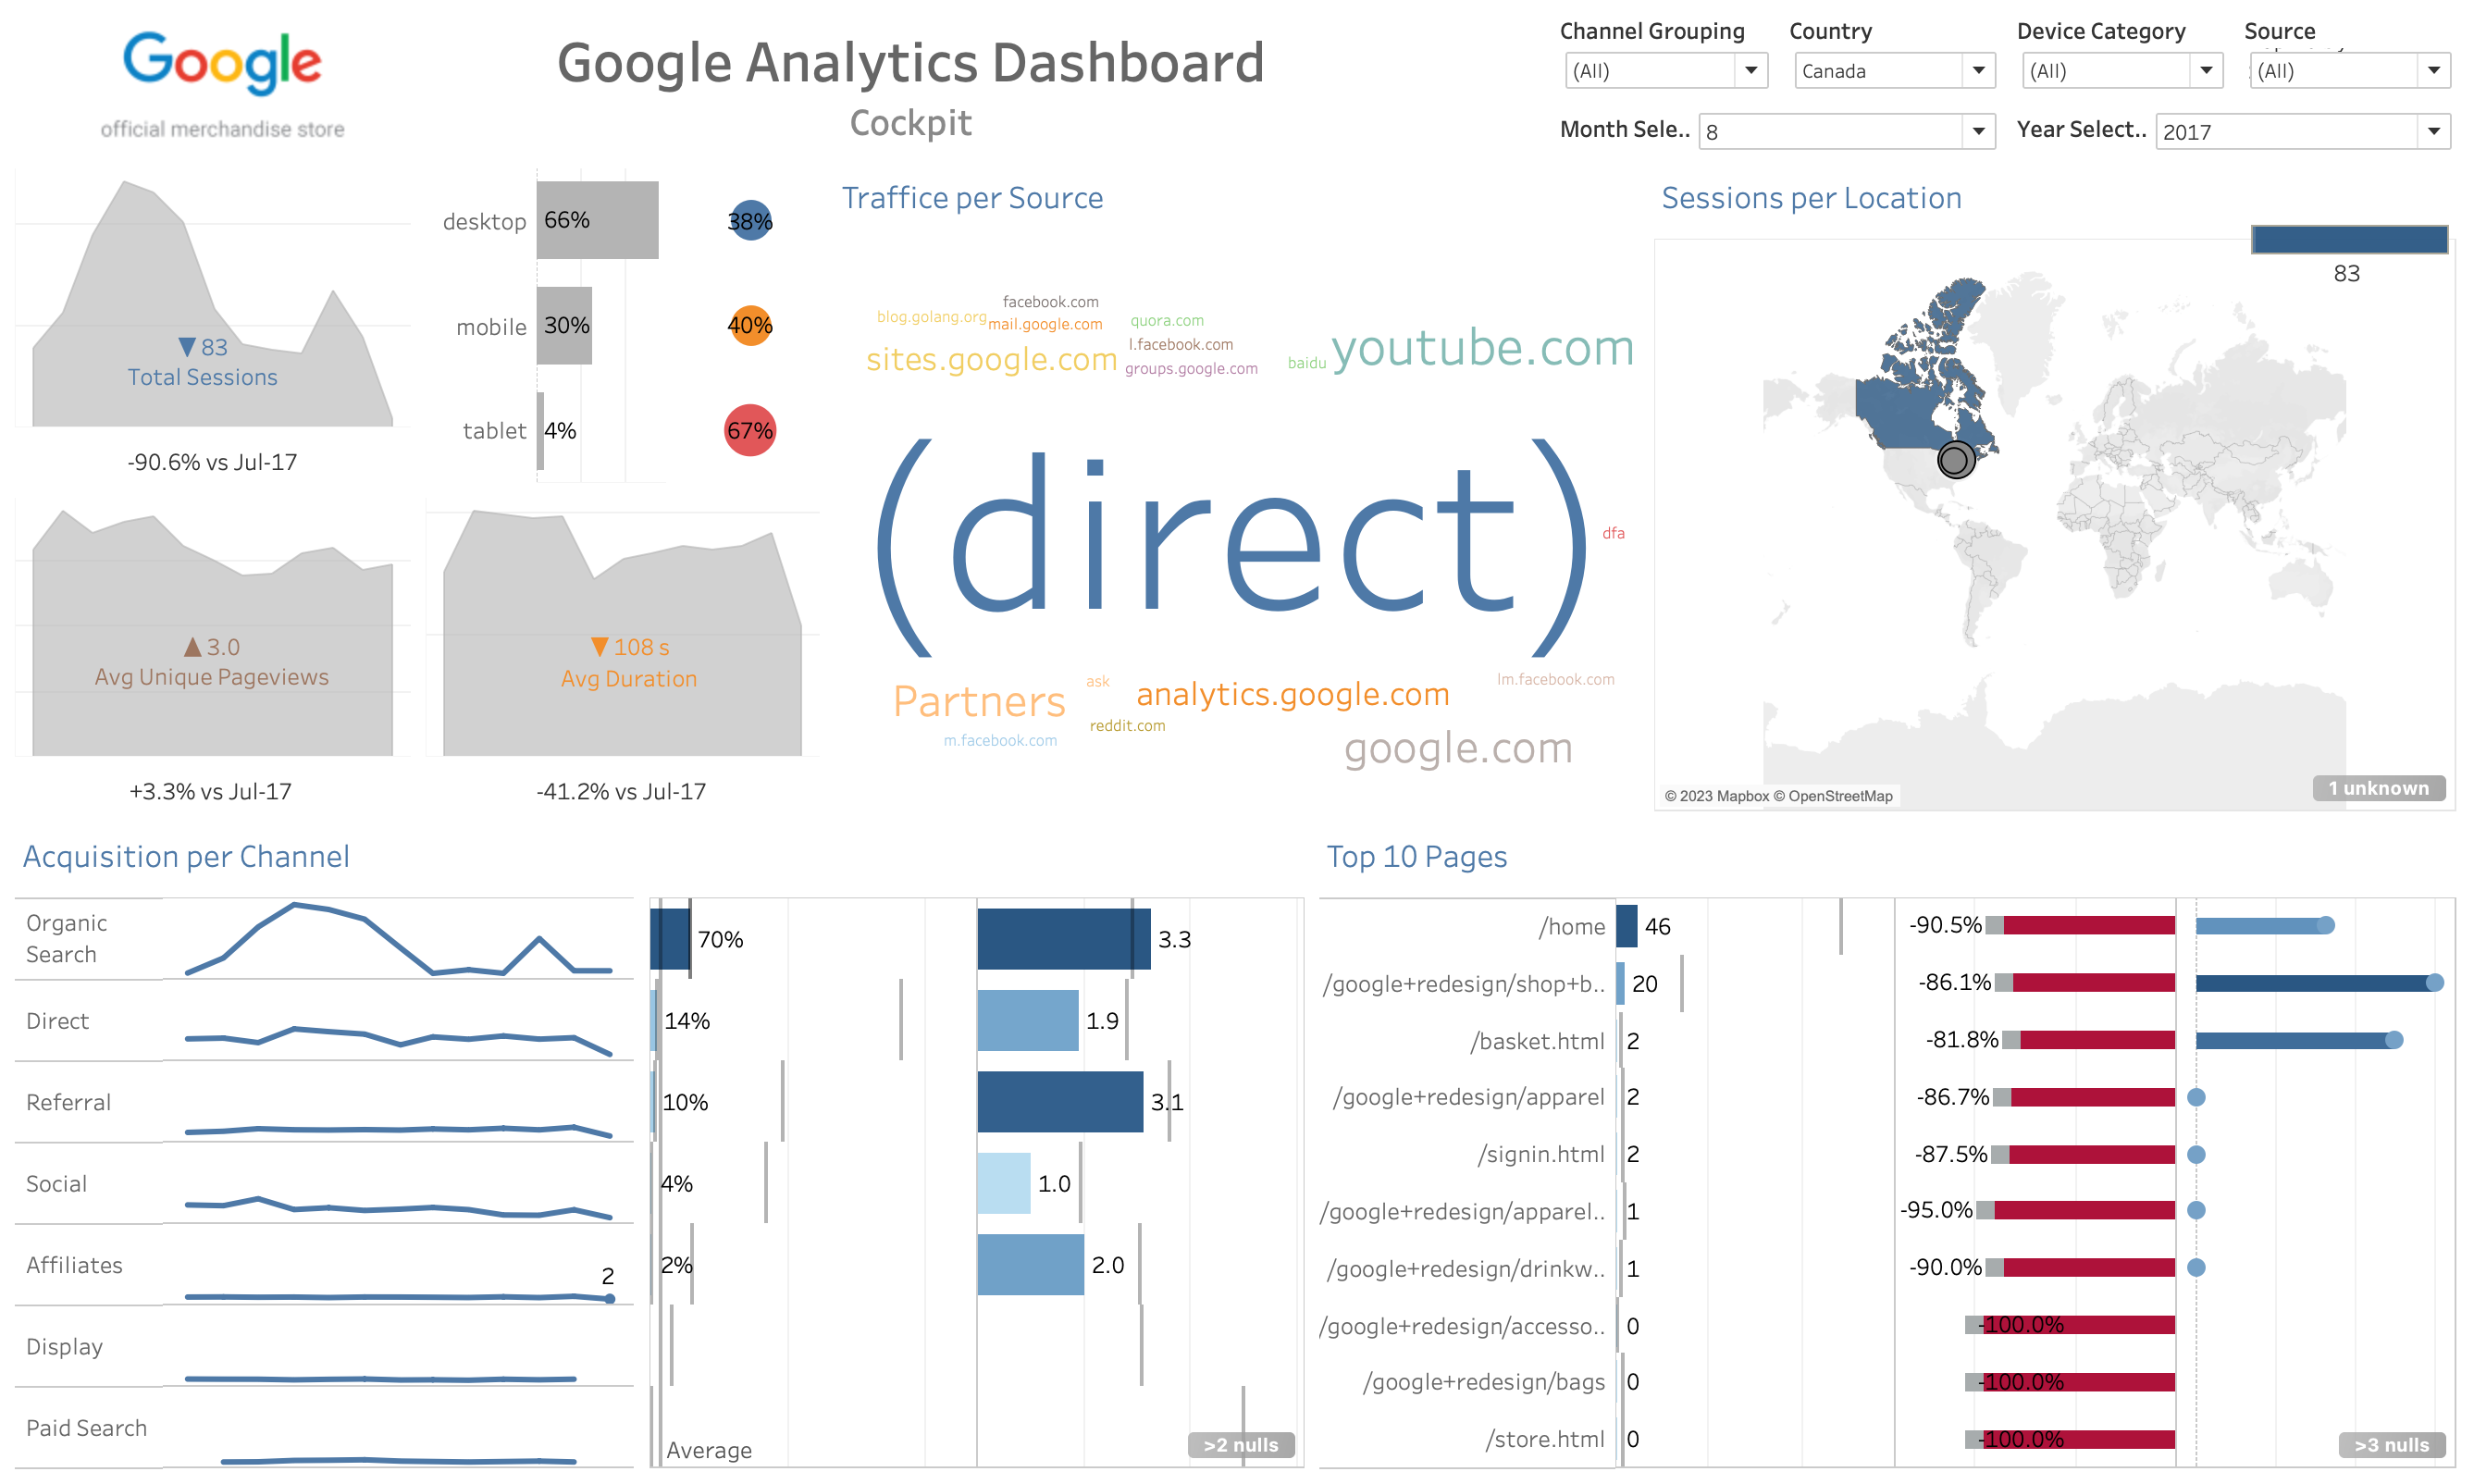 Google
official merchandise store
Google Analytics Dashboard
Cockpit
Channel Grouping
(All)
Country
Canada
Device Category
(All)
Source
(All)
Month Sele..
8
Year Select..
2017
▼83
Total Sessions
-90.6% vs Jul-17
desktop
66%
38%
mobile
30%
40%
tablet
4%
67%
▲3.0
Avg Unique Pageviews
+3.3% vs Jul-17
▼108 s
Avg Duration
-41.2% vs Jul-17
Traffice per Source
facebook.com
blog.golang.org
mail.google.com
quora.com
l.facebook.com
sites.google.com
groups.google.com
baidu
youtube.com
(direct)
dfa
Partners
ask
analytics.google.com
lm.facebook.com
reddit.com
m.facebook.com
google.com
Sessions per Location
83
© 2023 Mapbox © OpenStreetMap
1 unknown
Acquisition per Channel
Organic
Search
70%
3.3
Direct
14%
1.9
Referral
10%
3.1
Social
4%
1.0
Affiliates
2
2%
2.0
Display
Paid Search
Average
>2 nulls
Top 10 Pages
/home
46
-90.5%
/google+redesign/shop+b..
20
-86.1%
/basket.html
2
-81.8%
/google+redesign/apparel
2
-86.7%
/signin.html
2
-87.5%
/google+redesign/apparel..
1
-95.0%
/google+redesign/drinkw..
1
-90.0%
/google+redesign/accesso..
0
-100.0%
/google+redesign/bags
0
-100.0%
/store.html
0
-100.0%
>3 nulls